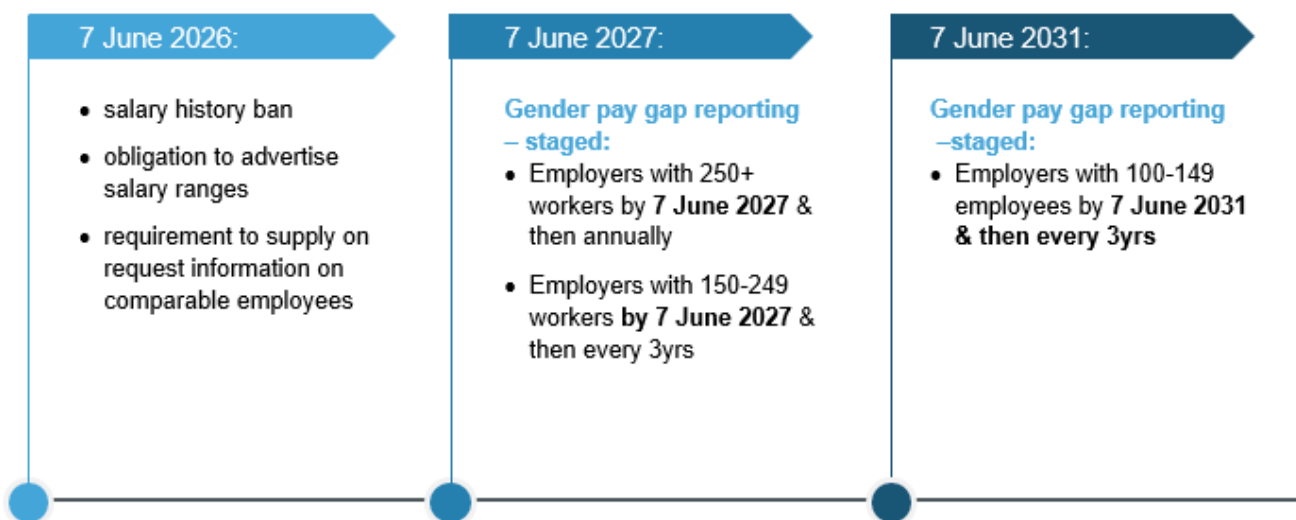 7 June 2026:
• salary history ban
• obligation to advertise
salary ranges
• requirement to supply on
request information on
comparable employees
7 June 2027:
Gender pay gap reporting
– staged:
• Employers with 250+
workers by 7 June 2027 &
then annually
• Employers with 150-249
workers by 7 June 2027 &
then every 3yrs
7 June 2031:
Gender pay gap reporting
–staged:
• Employers with 100-149
employees by 7 June 2031
& then every 3yrs